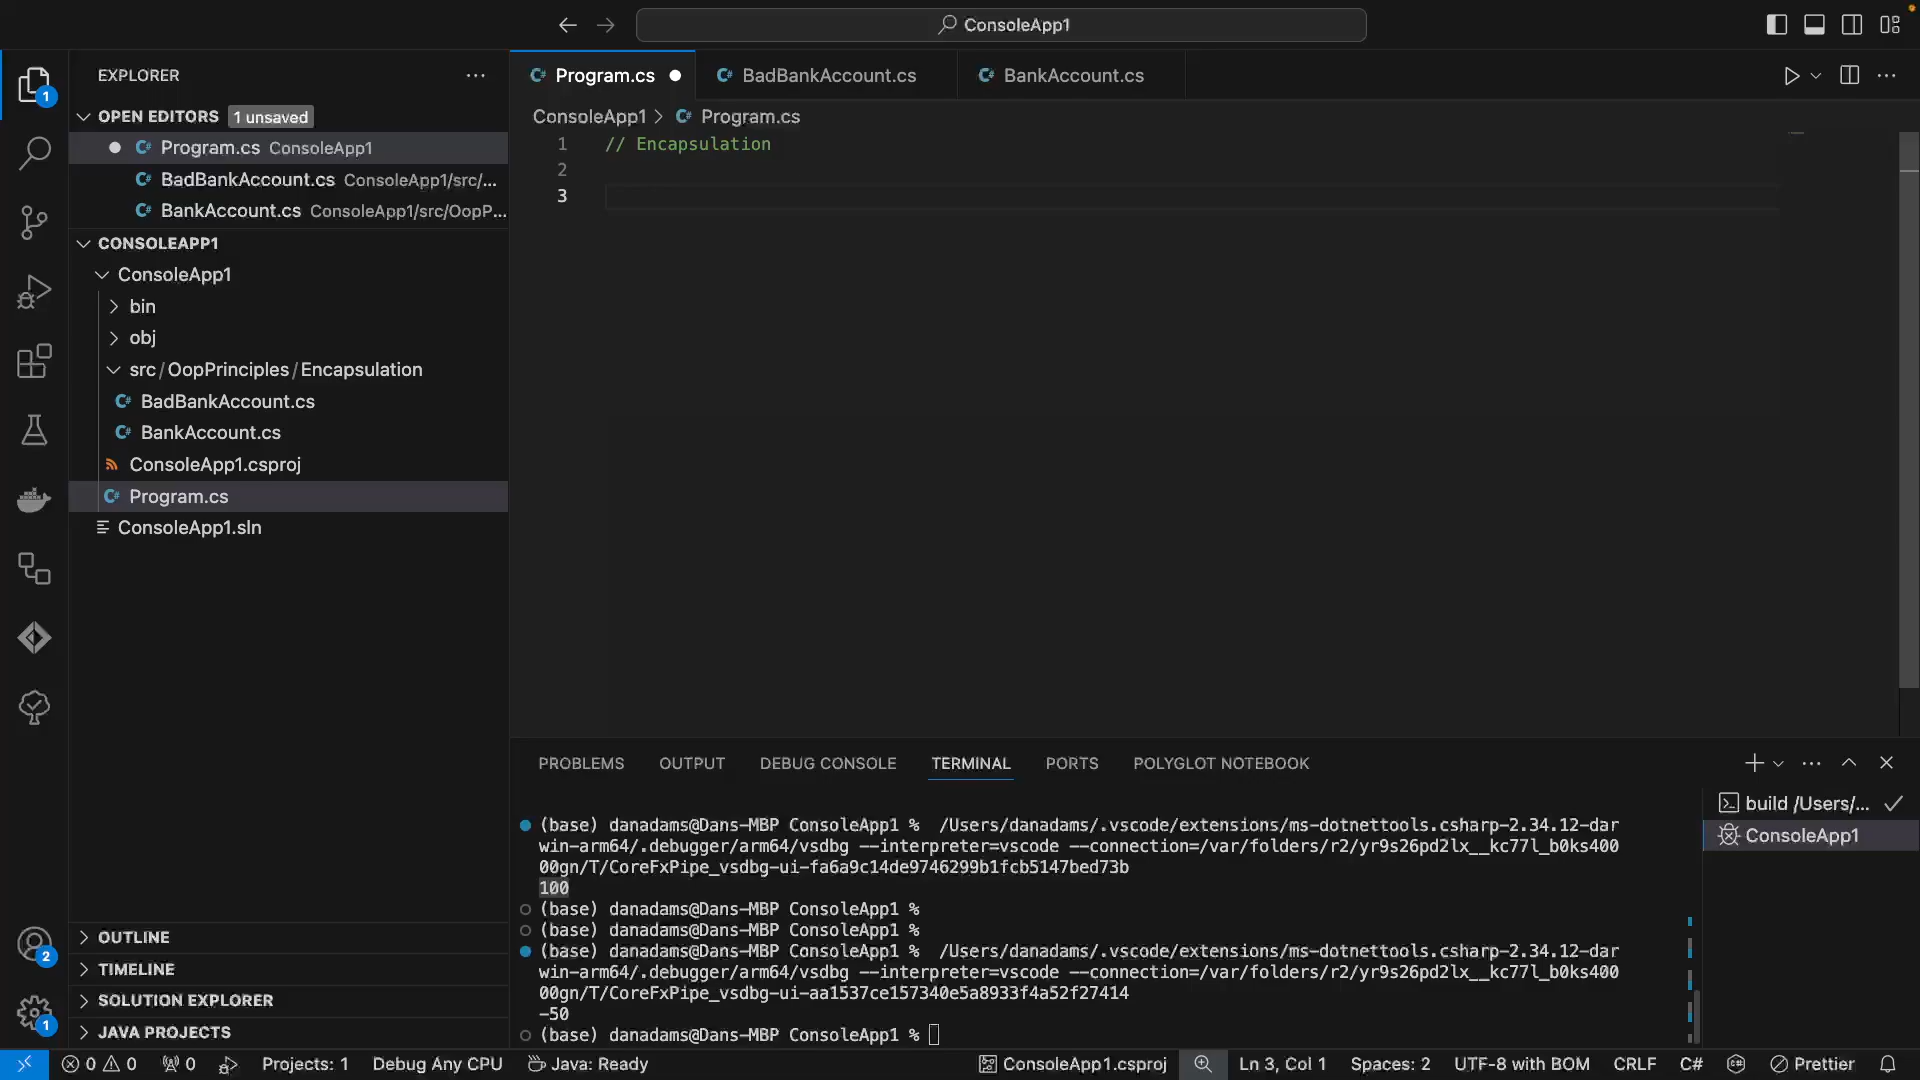 ConsoleApp1
EXPLORER
OPEN EDITORS 1 unsaved
Program.cs ConsoleApp1
BadBankAccount.cs ConsoleApp1/src/...
BankAccount.cs ConsoleApp1/src/OopP...
CONSOLEAPP1
ConsoleApp1
bin
obj
src/OopPrinciples/Encapsulation
BadBankAccount.cs
BankAccount.cs
ConsoleApp1.csproj
Program.cs
ConsoleApp1.sln
OUTLINE
TIMELINE
SOLUTION EXPLORER
JAVA PROJECTS
1
2
1
Program.cs
BadBankAccount.cs
BankAccount.cs
ConsoleApp1 > Program.cs
1 // Encapsulation
2
3
PROBLEMS OUTPUT DEBUG CONSOLE TERMINAL PORTS POLYGLOT NOTEBOOK
(base) danadams@Dans-MBP ConsoleApp1 % /Users/danadams/.vscode/extensions/ms-dotnettools.csharp-2.34.12-dar
win-arm64/.debugger/arm64/vsdbg --interpreter=vscode --connection=/var/folders/r2/yr9s26pd2lx__kc77l_b0ks400
00gn/T/CoreFxPipe_vsdbg-ui-fa6a9c14de9746299b1fcb5147bed73b
100
(base) danadams@Dans-MBP ConsoleApp1 %
(base) danadams@Dans-MBP ConsoleApp1 %
(base) danadams@Dans-MBP ConsoleApp1 % /Users/danadams/.vscode/extensions/ms-dotnettools.csharp-2.34.12-dar
win-arm64/.debugger/arm64/vsdbg --interpreter=vscode --connection=/var/folders/r2/yr9s26pd2lx__kc77l_b0ks400
00gn/T/CoreFxPipe_vsdbg-ui-aa1537ce157340e5a8933f4a52f27414
-50
(base) danadams@Dans-MBP ConsoleApp1 %
build /Users/...
ConsoleApp1
0 0 0 Projects: 1 Debug Any CPU Java: Ready ConsoleApp1.csproj Ln 3, Col 1 Spaces: 2 UTF-8 with BOM CRLF C# Prettier